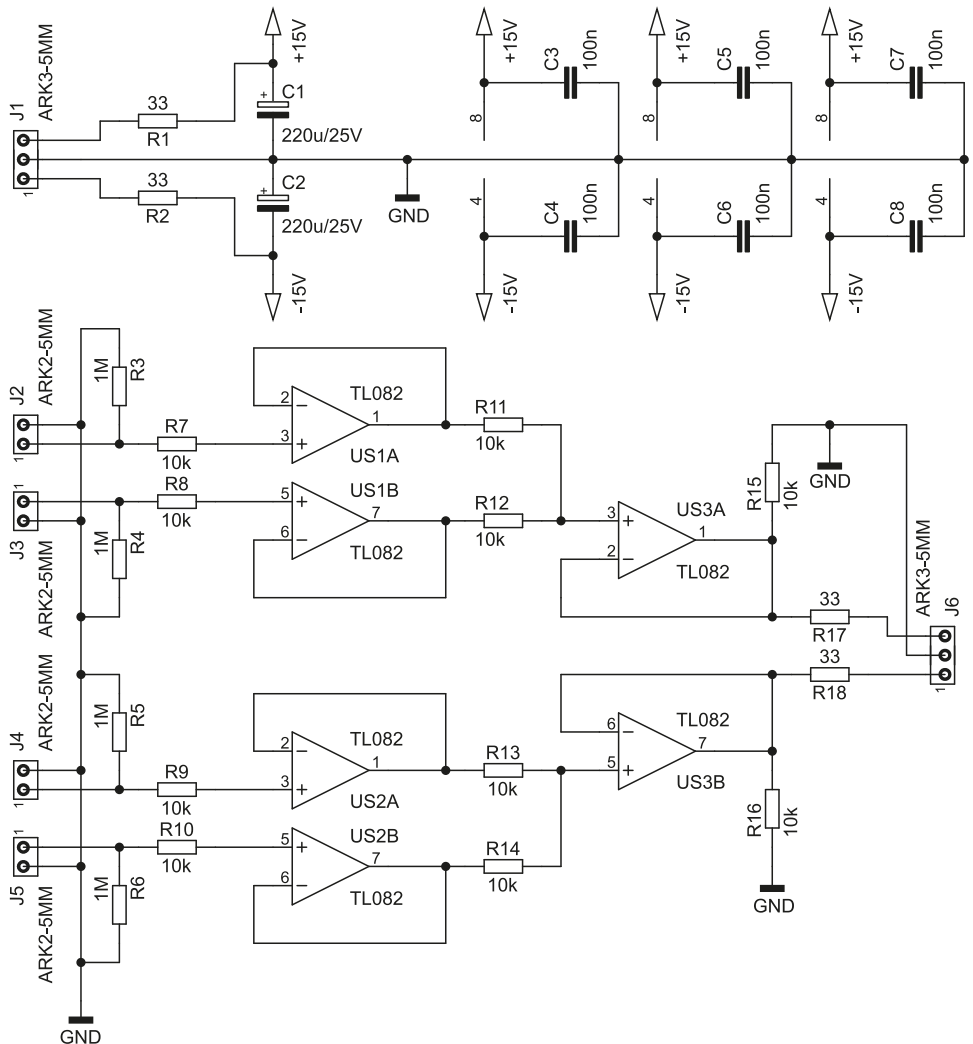 J1
ARK3-5MM
1
33
R1
33
R2
+15V
+
C1
220u/25V
+
C2
220u/25V
-15V
GND
+15V
8
C3
100n
4
C4
100n
-15V
+15V
8
C5
100n
4
C6
100n
-15V
+15V
8
C7
100n
4
C8
100n
-15V
J2
ARK2-5MM
1
1M
R3
R7
10k
2
−
3
+
1
TL082
US1A
R11
10k
J3
ARK2-5MM
1
1M
R4
R8
10k
5
+
6
−
7
US1B
TL082
R12
10k
3
+
2
−
1
US3A
TL082
R15
10k
GND
33
R17
ARK3-5MM
J6
1
33
R18
J4
ARK2-5MM
1
1M
R5
R9
10k
2
−
3
+
1
TL082
US2A
R13
10k
6
−
5
+
7
TL082
US3B
R16
10k
GND
J5
ARK2-5MM
1
1M
R6
R10
10k
5
+
6
−
7
US2B
TL082
R14
10k
GND